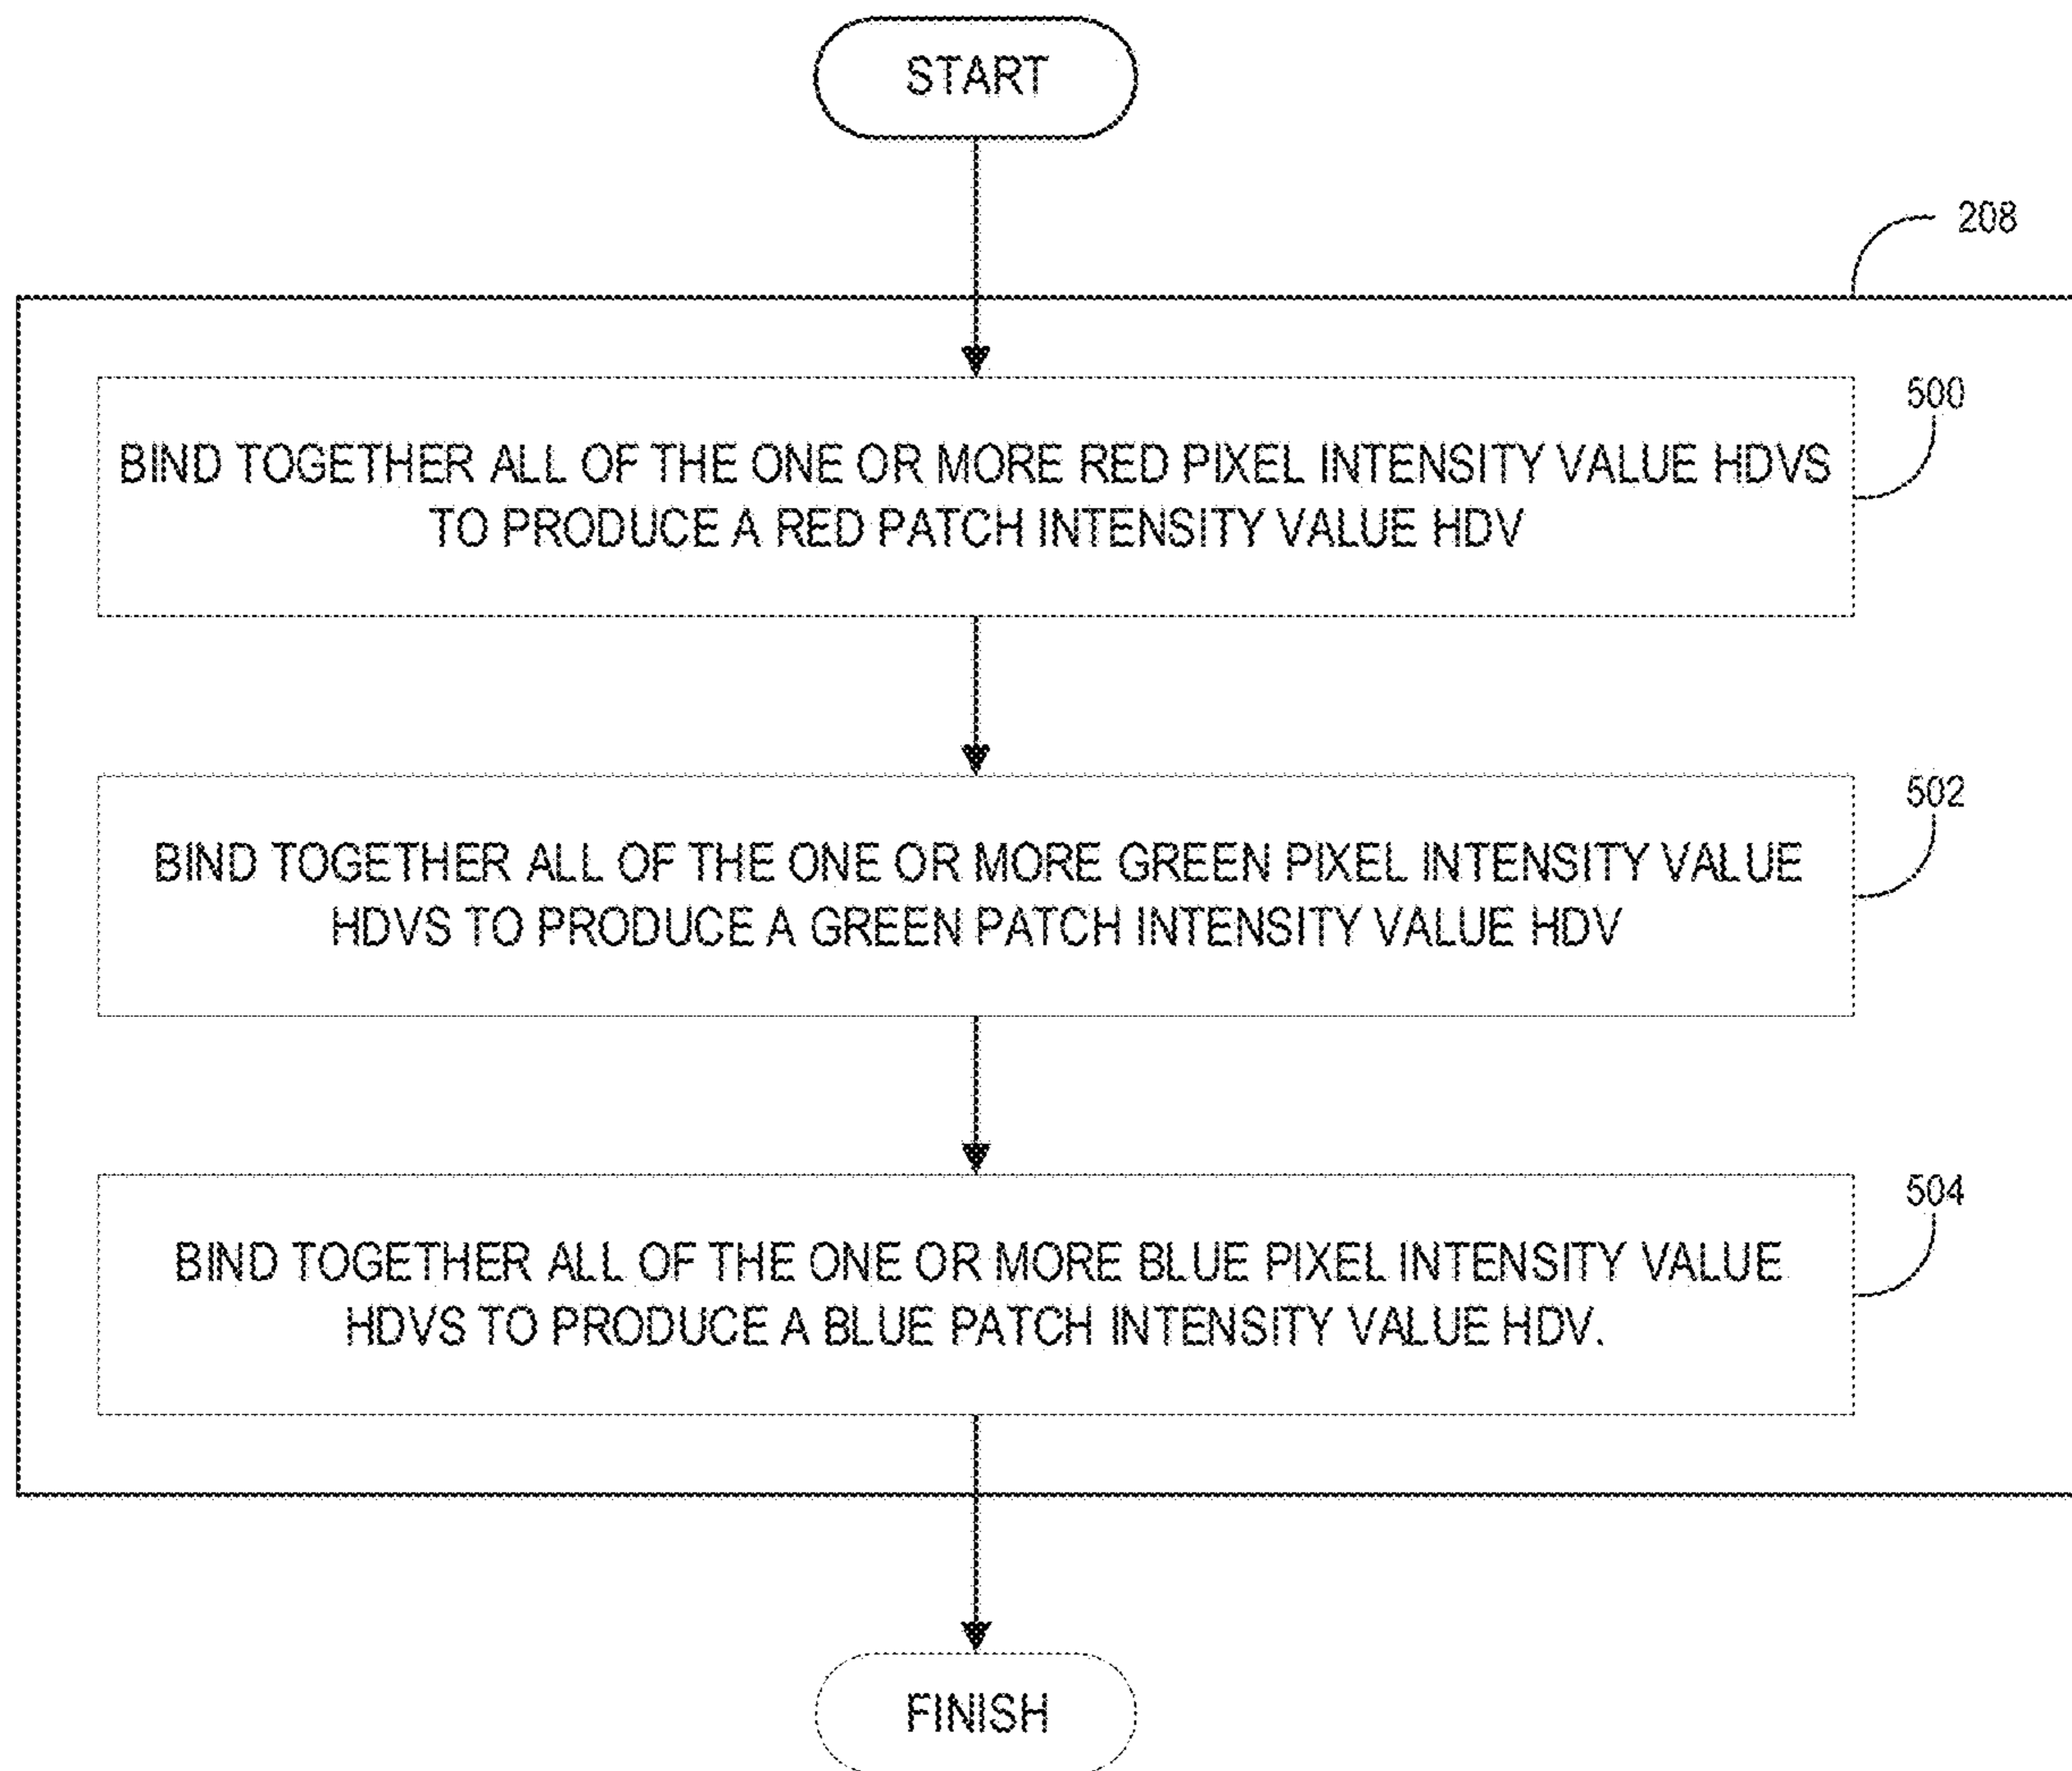 START
208
500
BIND TOGETHER ALL OF THE ONE OR MORE RED PIXEL INTENSITY VALUE HDVS
TO PRODUCE A RED PATCH INTENSITY VALUE HDV
502
BIND TOGETHER ALL OF THE ONE OR MORE GREEN PIXEL INTENSITY VALUE
HDVS TO PRODUCE A GREEN PATCH INTENSITY VALUE HDV
504
BIND TOGETHER ALL OF THE ONE OR MORE BLUE PIXEL INTENSITY VALUE
HDVS TO PRODUCE A BLUE PATCH INTENSITY VALUE HDV.
FINISH